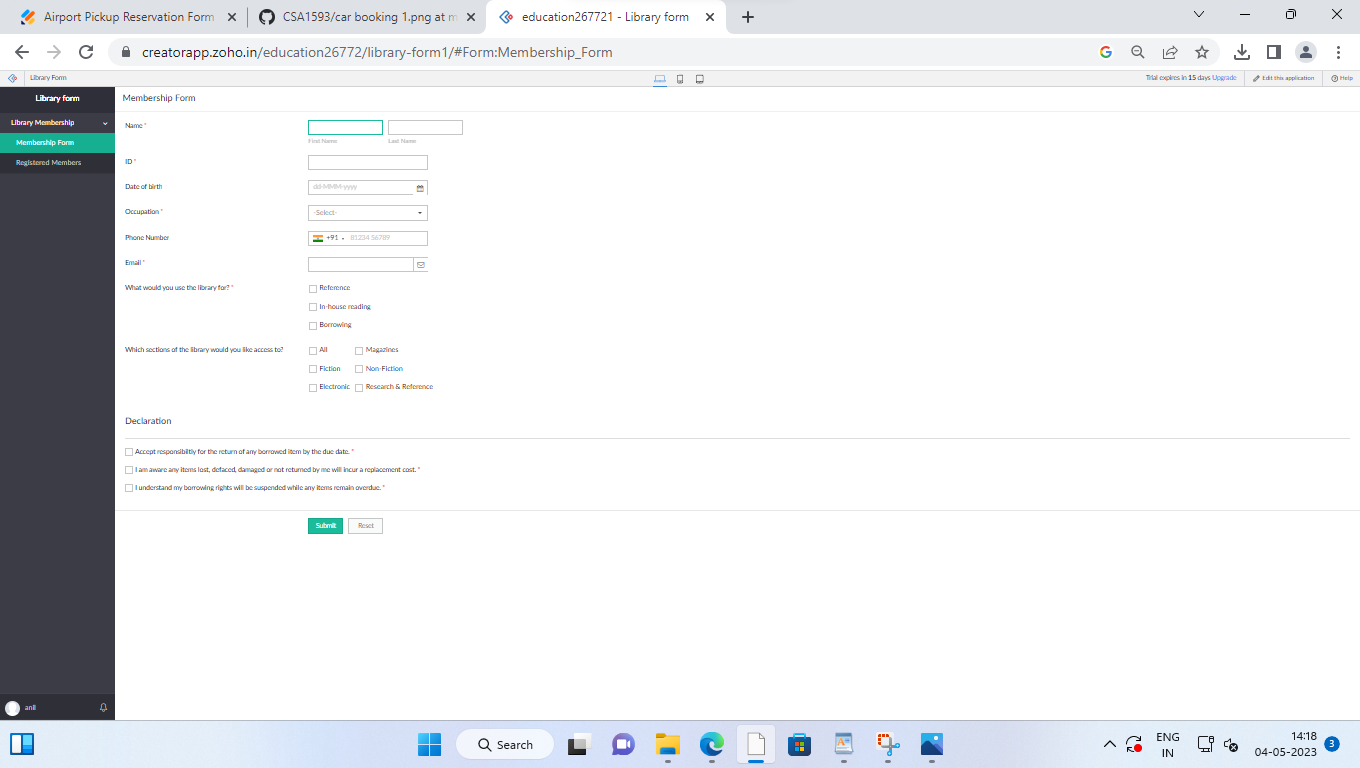 Airport Pickup Reservation Form
CSA1593/car booking 1.png at m
education267721 - Library form
creatorapp.zoho.in/education26772/library-form1/#Form:Membership_Form
Library Form
Trial expires in 15 days Upgrade
Edit this application
Help
Library form
Library Membership
Membership Form
Registered Members
Membership Form
Name *
First Name
Last Name
ID *
Date of birth
dd-MMM-yyyy
Occupation *
-Select-
Phone Number
+91
81234 56789
Email *
What would you use the library for? *
Reference
In-house reading
Borrowing
Which sections of the library would you like access to?
All
Magazines
Fiction
Non-Fiction
Electronic
Research & Reference
Declaration
Accept responsibiltiy for the return of any borrowed item by the due date. *
I am aware any items lost, defaced, damaged or not returned by me will incur a replacement cost. *
I understand my borrowing rights will be suspended while any items remain overdue. *
Submit
Reset
anil
Search
ENG
IN
14:18
04-05-2023
3